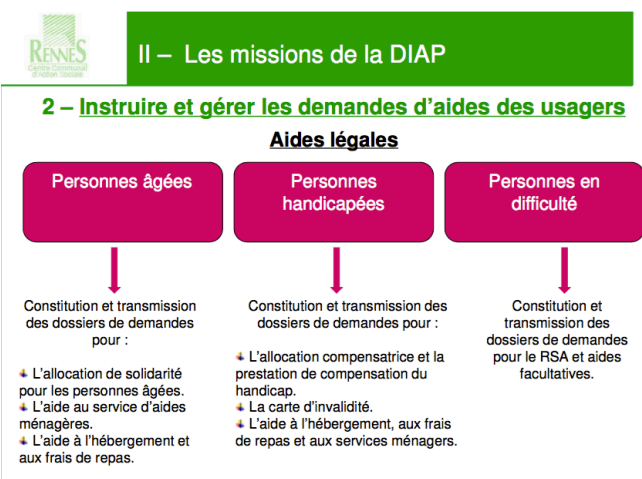 RENNES
Centre Communal
d'Action Sociale
II – Les missions de la DIAP
2 – Instruire et gérer les demandes d'aides des usagers
Aides légales
Personnes âgées
Personnes
handicapées
Personnes en
difficulté
Constitution et transmission
des dossiers de demandes
pour :
L'allocation de solidarité
pour les personnes âgées.
L'aide au service d'aides
ménagères.
L'aide à l'hébergement et
aux frais de repas.
Constitution et transmission des
dossiers de demandes pour :
L'allocation compensatrice et la
prestation de compensation du
handicap.
La carte d'invalidité.
L'aide à l'hébergement, aux frais
de repas et aux services ménagers.
Constitution et
transmission des
dossiers de demandes
pour le RSA et aides
facultatives.